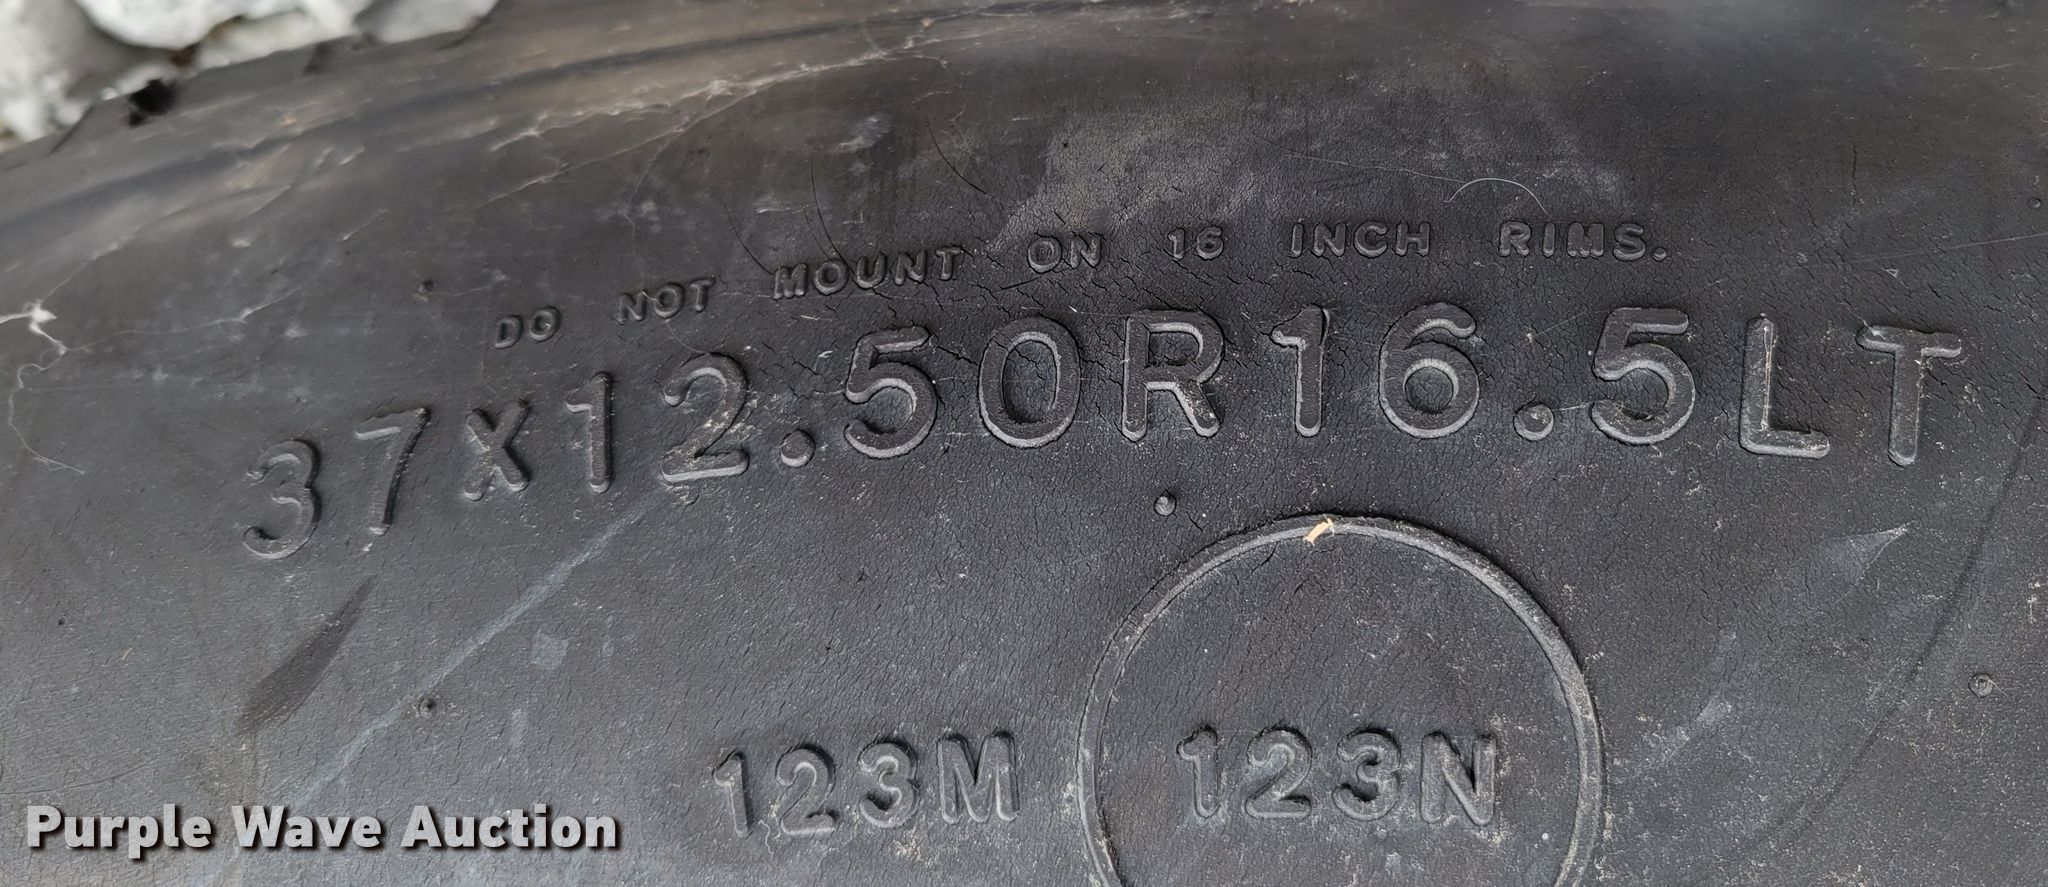 DO NOT MOUNT ON 16 INCH RIMS.
37X12.50R16.5LT
123M 123N
Purple Wave Auction